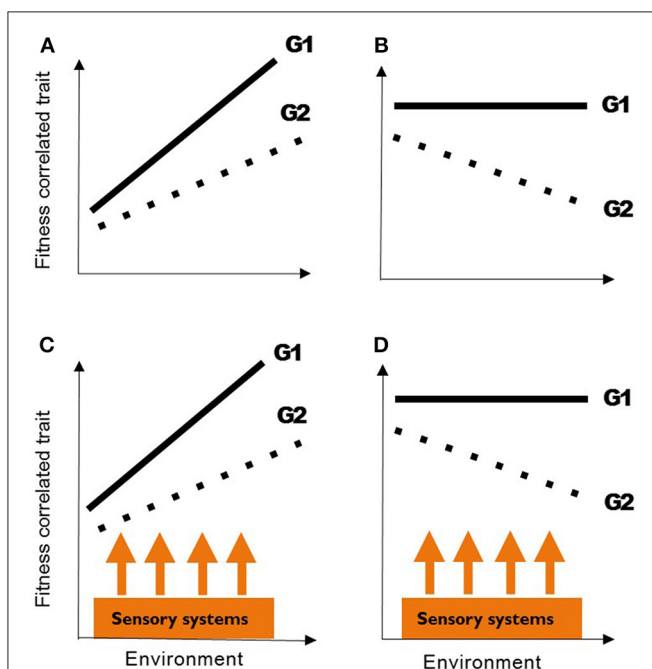 A
G1
G2
Fitness correlated trait
B
G1
G2
C
G1
G2
Fitness correlated trait
Sensory systems
Environment
D
G1
G2
Sensory systems
Environment